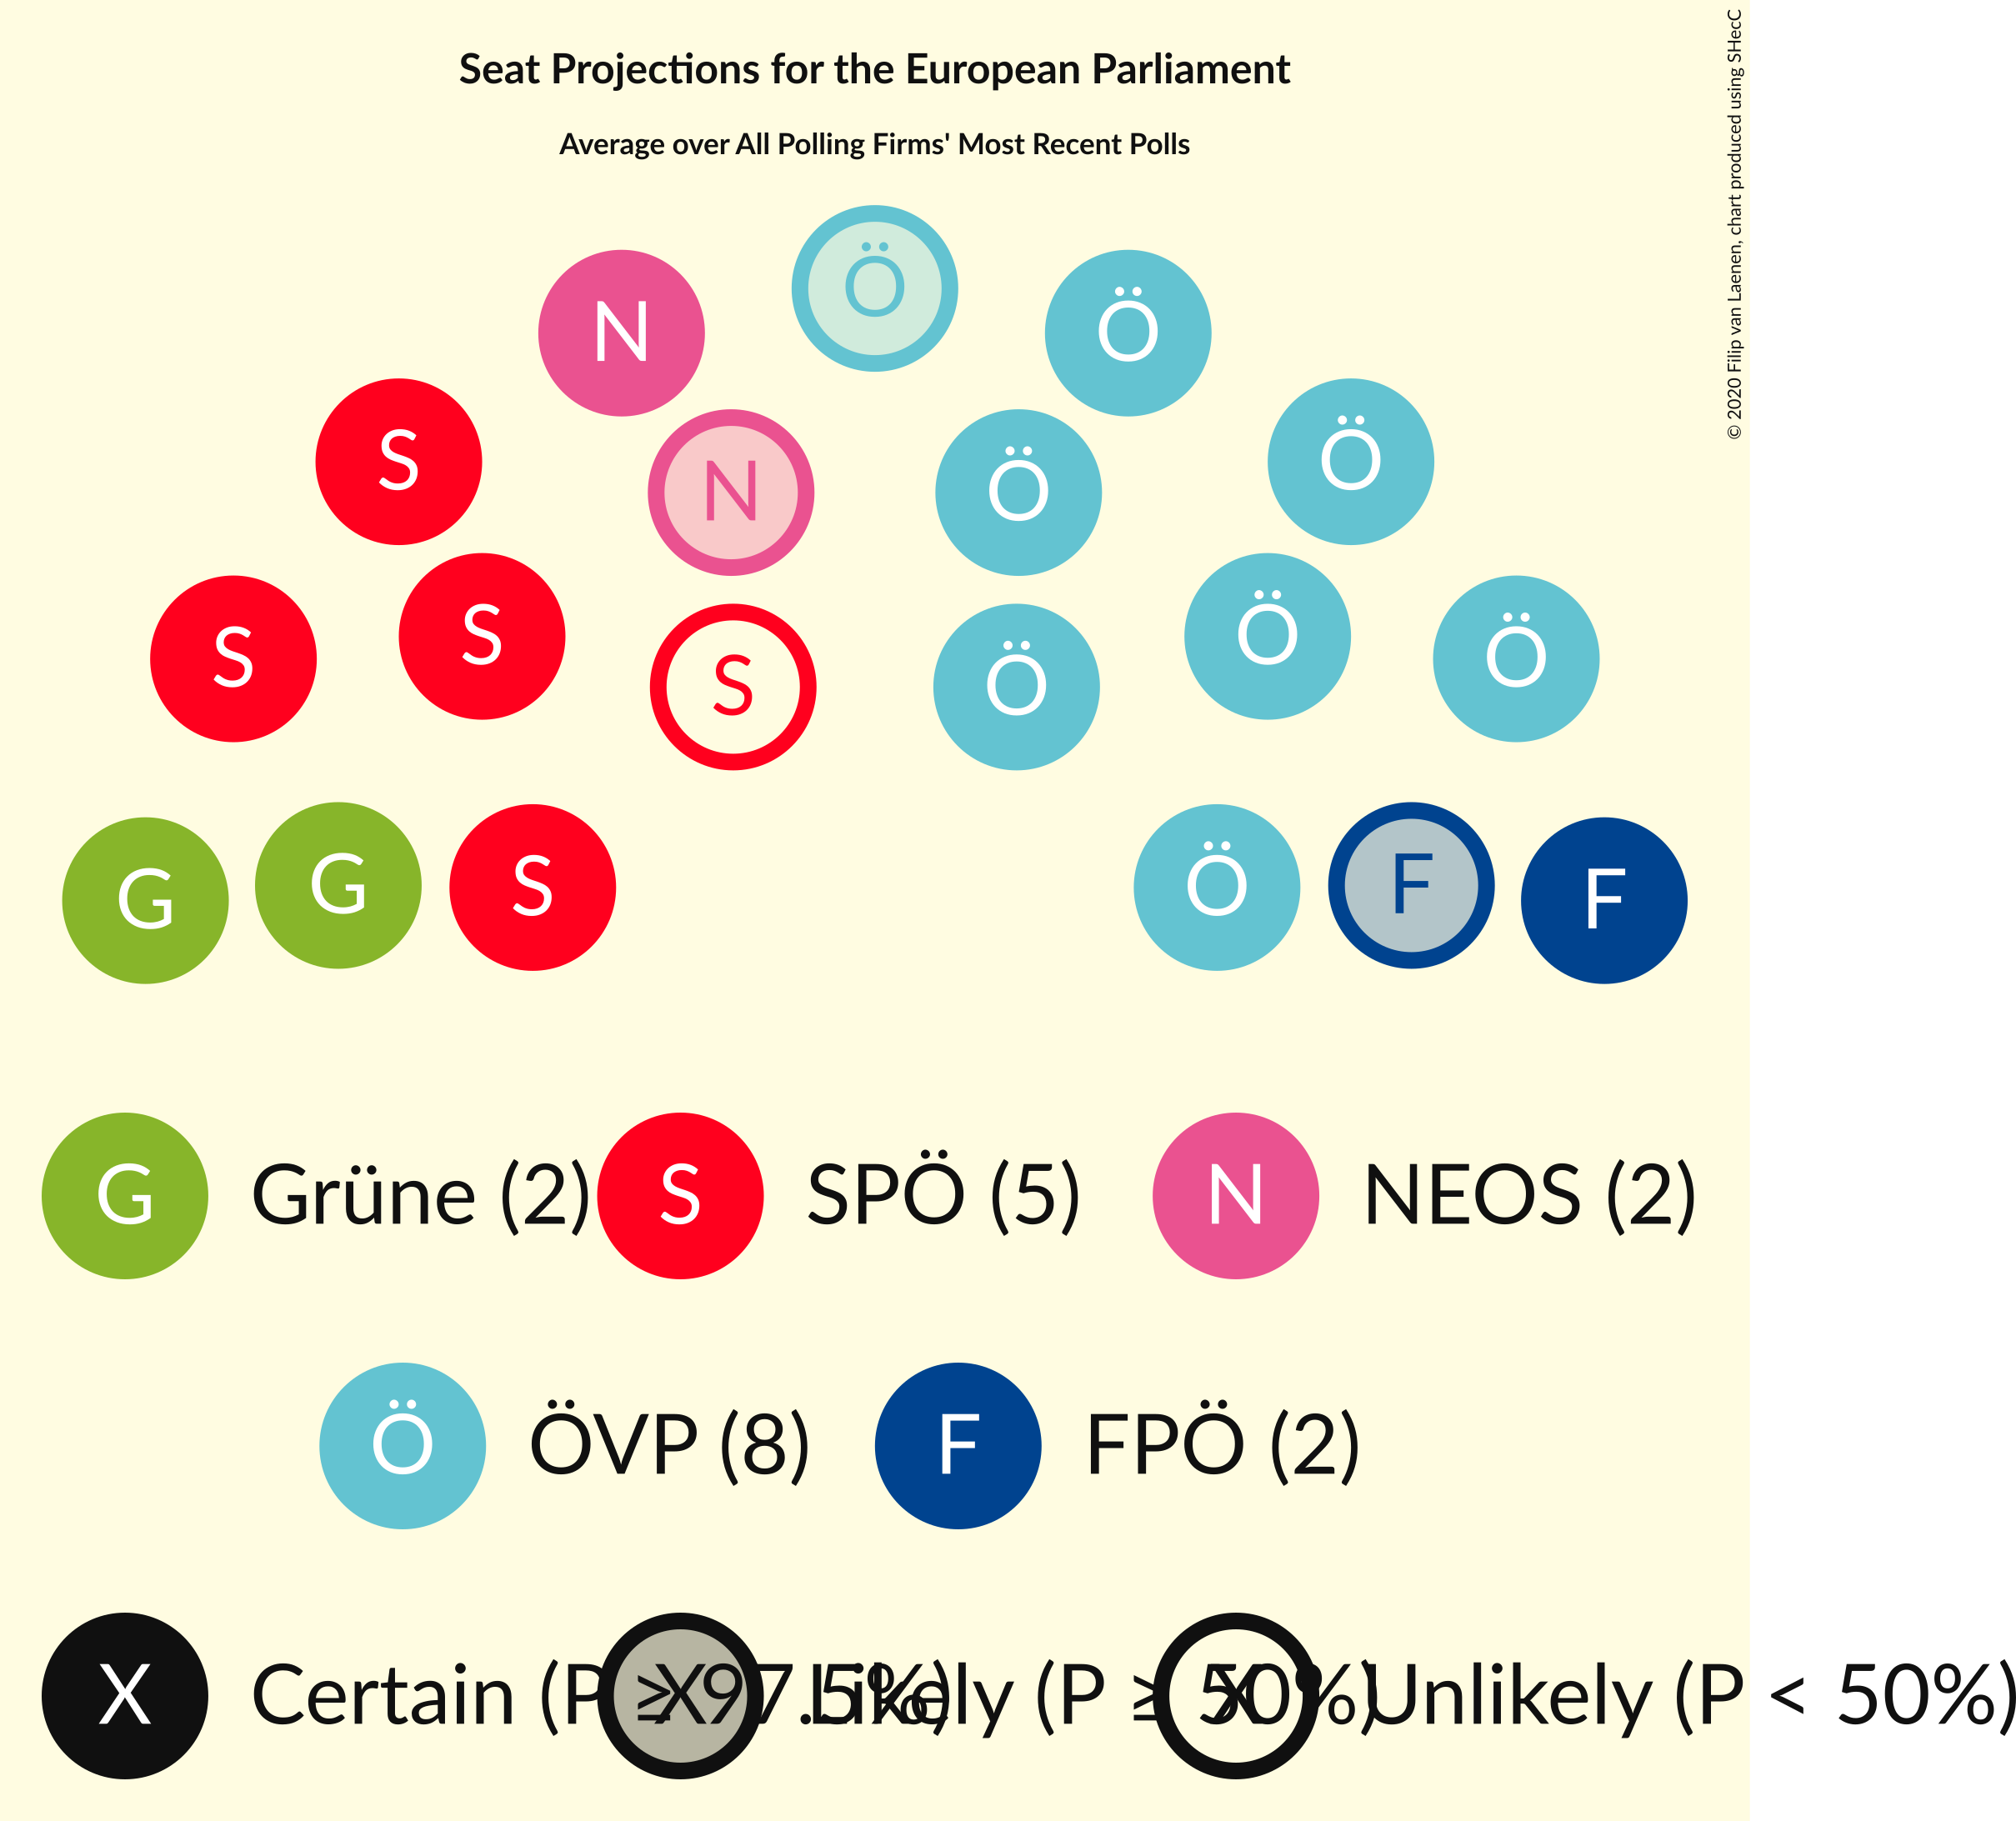 Seat Projections for the European Parliament
Average over All Polling Firms' Most Recent Polls
© 2020 Filip van Laenen, chart produced using SHecC
Ö
N Ö
S Ö
N Ö
S Ö
S Ö
S Ö
G F
G F
S Ö
G Grüne (2) S SPÖ (5) N NEOS (2)
Ö ÖVP (8) F FPÖ (2)
X Certain (P ≥ 97.5%) X Likely (P ≥ 50%) X Unlikely (P < 50%)